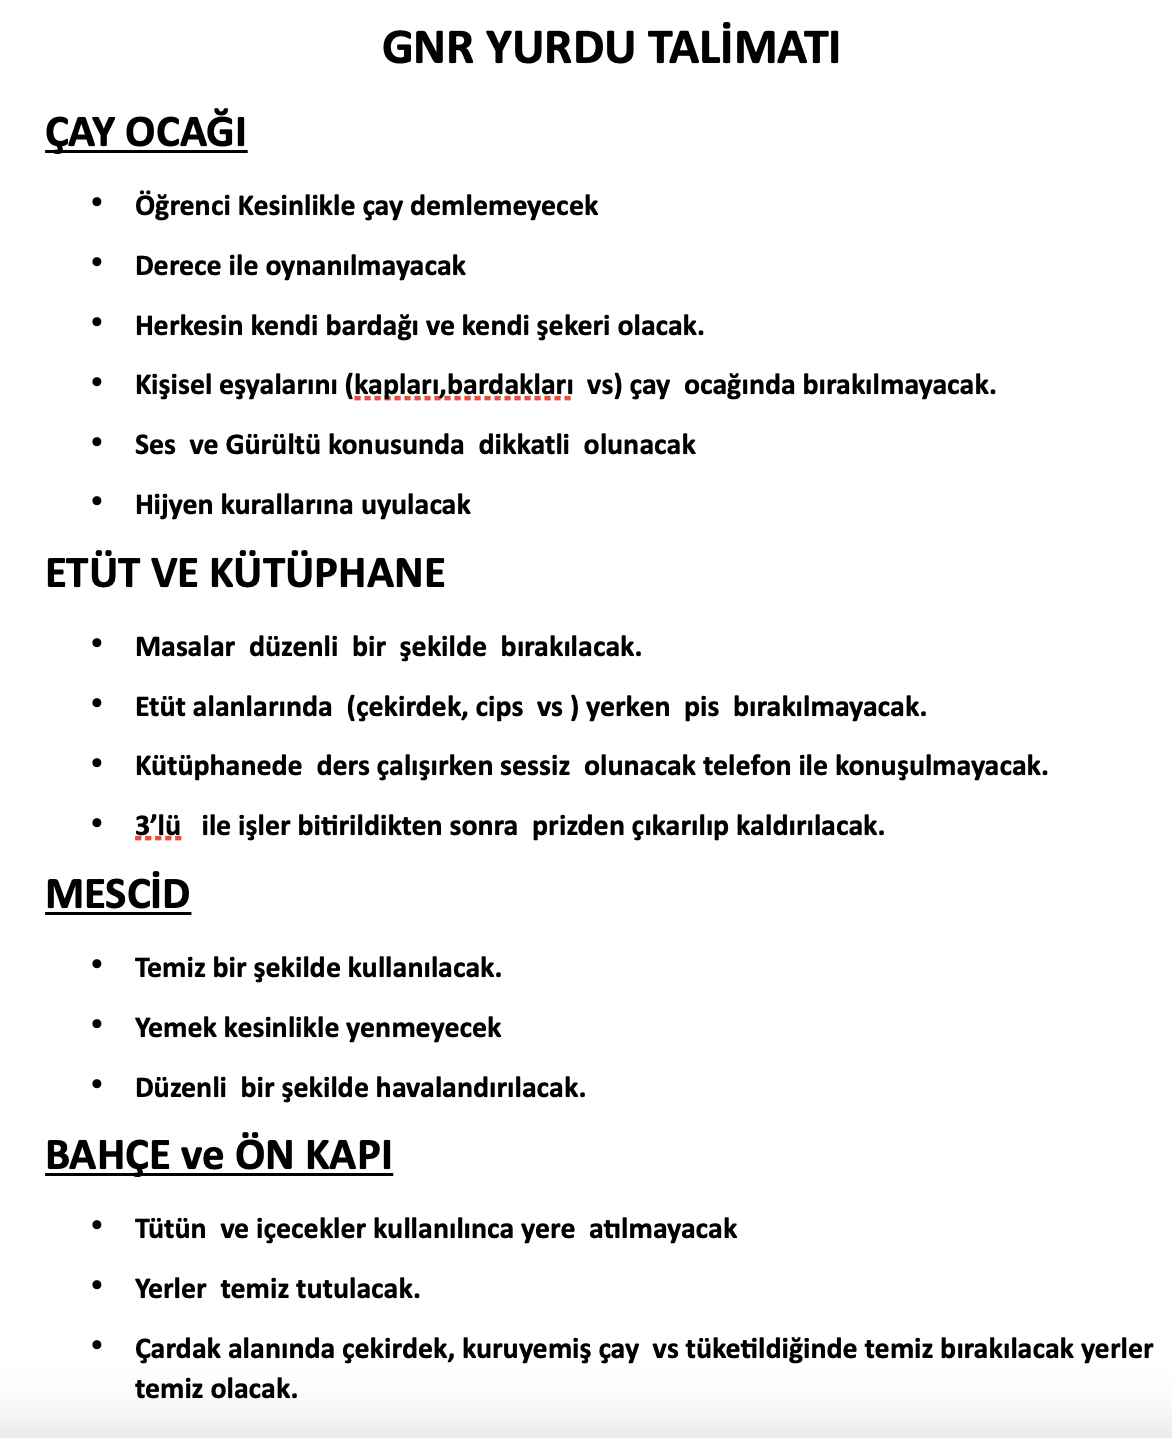 GNR YURDU TALİMATI
ÇAY OCAĞI
• Öğrenci Kesinlikle çay demlemeyecek
• Derece ile oynanılmayacak
• Herkesin kendi bardağı ve kendi şekeri olacak.
• Kişisel eşyalarını (kapları,bardakları  vs) çay  ocağında bırakılmayacak.
• Ses  ve Gürültü konusunda  dikkatli  olunacak
• Hijyen kurallarına uyulacak
ETÜT VE KÜTÜPHANE
• Masalar  düzenli  bir  şekilde  bırakılacak.
• Etüt alanlarında  (çekirdek, cips  vs ) yerken  pis  bırakılmayacak.
• Kütüphanede  ders çalışırken sessiz  olunacak telefon ile konuşulmayacak.
• 3’lü   ile işler bitirildikten sonra  prizden çıkarılıp kaldırılacak.
MESCİD
• Temiz bir şekilde kullanılacak.
• Yemek kesinlikle yenmeyecek
• Düzenli  bir şekilde havalandırılacak.
BAHÇE ve ÖN KAPI
• Tütün  ve içecekler kullanılınca yere  atılmayacak
• Yerler  temiz tutulacak.
• Çardak alanında çekirdek, kuruyemiş çay  vs tüketildiğinde temiz bırakılacak yerler
temiz olacak.